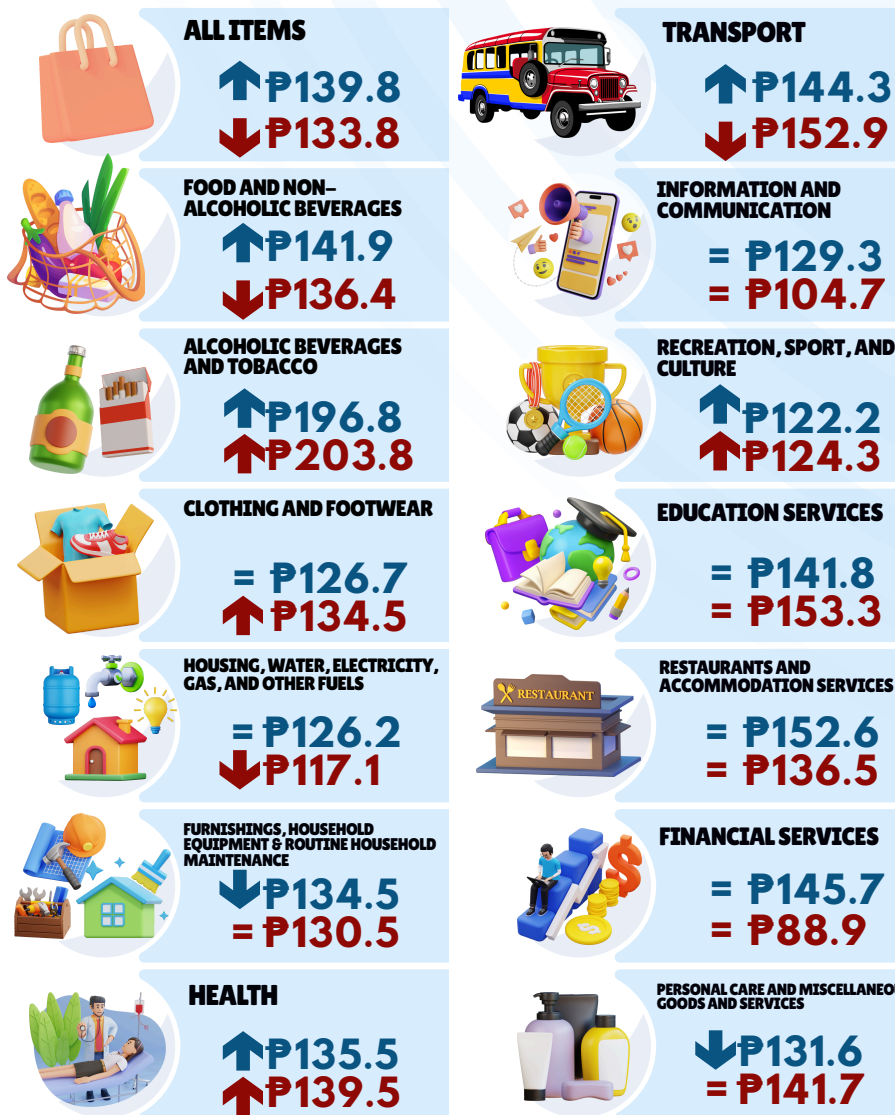 ALL ITEMS
₱139.8
₱133.8
FOOD AND NON-
ALCOHOLIC BEVERAGES
₱141.9
₱136.4
ALCOHOLIC BEVERAGES
AND TOBACCO
₱196.8
₱203.8
CLOTHING AND FOOTWEAR
= ₱126.7
₱134.5
HOUSING, WATER, ELECTRICITY,
GAS, AND OTHER FUELS
= ₱126.2
₱117.1
FURNISHINGS, HOUSEHOLD
EQUIPMENT & ROUTINE HOUSEHOLD
MAINTENANCE
₱134.5
= ₱130.5
HEALTH
₱135.5
₱139.5
TRANSPORT
₱144.3
₱152.9
INFORMATION AND
COMMUNICATION
= ₱129.3
= ₱104.7
RECREATION, SPORT, AND
CULTURE
₱122.2
₱124.3
EDUCATION SERVICES
= ₱141.8
= ₱153.3
RESTAURANT
RESTAURANTS AND
ACCOMMODATION SERVICES
= ₱152.6
= ₱136.5
FINANCIAL SERVICES
= ₱145.7
= ₱88.9
PERSONAL CARE AND MISCELLANEOU
GOODS AND SERVICES
₱131.6
= ₱141.7